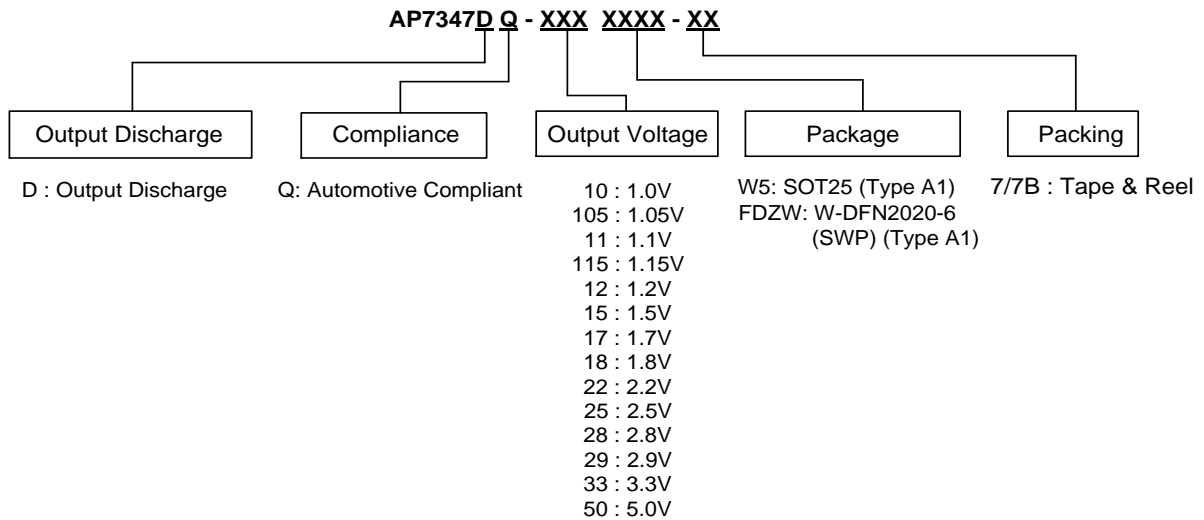 AP7347D Q - XXX XXXX - XX
Output Discharge
Compliance
Output Voltage
Package
Packing
D : Output Discharge
Q: Automotive Compliant
10 : 1.0V
105 : 1.05V
11 : 1.1V
115 : 1.15V
12 : 1.2V
15 : 1.5V
17 : 1.7V
18 : 1.8V
22 : 2.2V
25 : 2.5V
28 : 2.8V
29 : 2.9V
33 : 3.3V
50 : 5.0V
W5: SOT25 (Type A1)
FDZW: W-DFN2020-6
(SWP) (Type A1)
7/7B : Tape & Reel